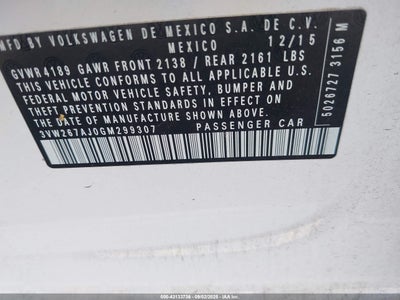 MFD BY VOLKSWAGEN DE MEXICO S.A. DE C.V.
MEXICO 12/15
GVWR4189 GAWR FRONT 2138 / REAR 2161 LBS
THIS VEHICLE CONFORMS TO ALL APPLICABLE U.S.
FEDERAL MOTOR VEHICLE SAFETY, BUMPER AND
THEFT PREVENTION STANDARDS IN EFFECT ON THE
DATE OF MANUFACTURE SHOWN ABOVE.
3VW267AJ0GM299307 PASSENGER CAR
5026727 3156 M